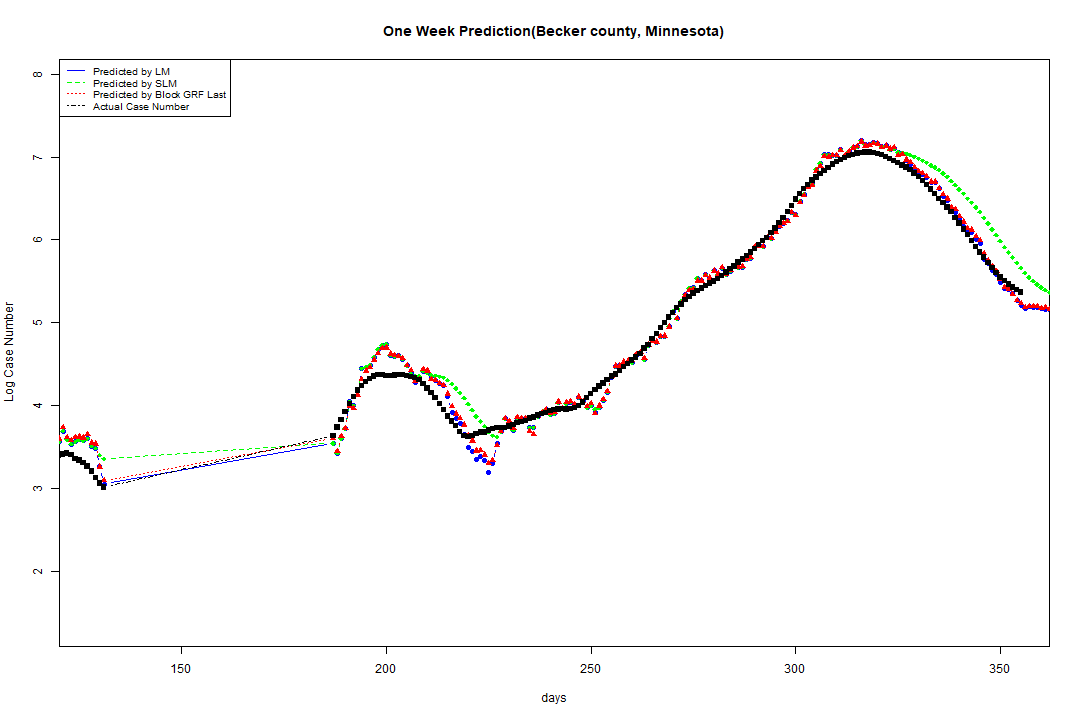 One Week Prediction(Becker county, Minnesota)
Predicted by LM
Predicted by SLM
Predicted by Block GRF Last
Actual Case Number
8
7
6
5
4
3
2
Log Case Number
150 200 250 300 350
days